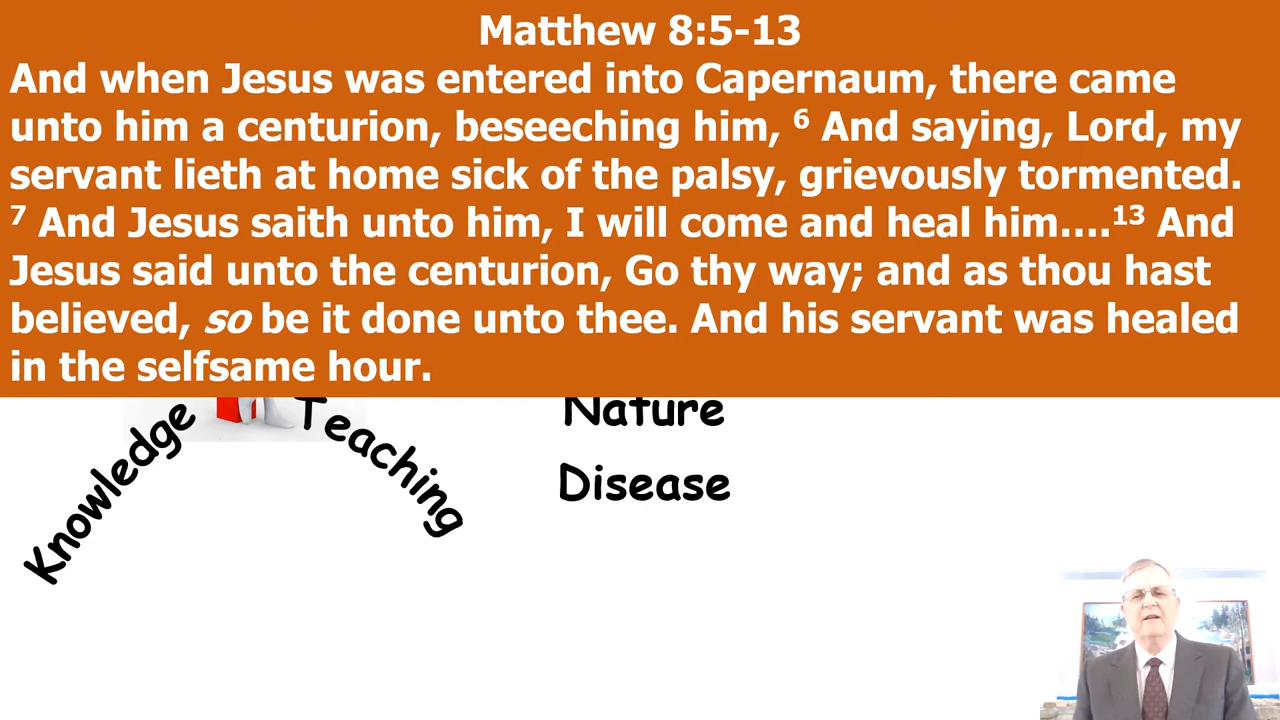 Matthew 8:5-13
And when Jesus was entered into Capernaum, there came
unto him a centurion, beseeching him, ⁶ And saying, Lord, my
servant lieth at home sick of the palsy, grievously tormented.
⁷ And Jesus saith unto him, I will come and heal him....¹³ And
Jesus said unto the centurion, Go thy way; and as thou hast
believed, so be it done unto thee. And his servant was healed
in the selfsame hour.
Knowledge
Teaching
Nature
Disease